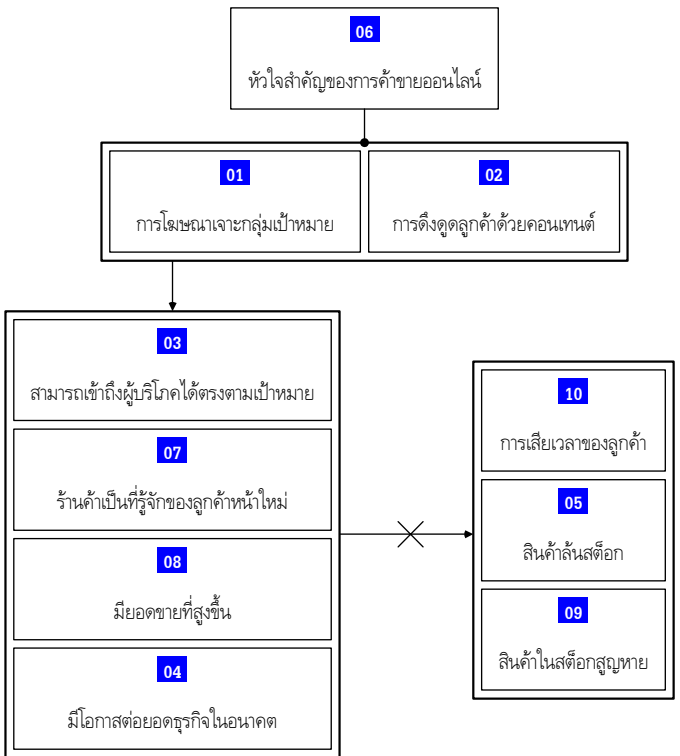 06
หัวใจสำคัญของการค้าขายออนไลน์
01
การโฆษณาเจาะกลุ่มเป้าหมาย
02
การดึงดูดลูกค้าด้วยคอนเทนต์
03
สามารถเข้าถึงผู้บริโภคได้ตรงตามเป้าหมาย
07
ร้านค้าเป็นที่รู้จักของลูกค้าหน้าใหม่
08
มียอดขายที่สูงขึ้น
04
มีโอกาสต่อยอดธุรกิจในอนาคต
10
การเสียเวลาของลูกค้า
05
สินค้าล้นสต็อก
09
สินค้าในสต็อกสูญหาย